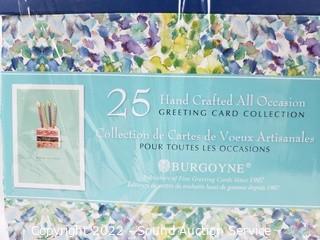 25 Hand Crafted All Occasion
GREETING CARD COLLECTION
Collection de Cartes de Voeux Artisanales
POUR TOUTES LES OCCASIONS
BURGOYNE®
Publishers of Fine Greeting Cards Since 1907
Éditeurs de cartes de souhaits haut de gamme depuis 1907
Copyright 2022 - Sound Auction Service